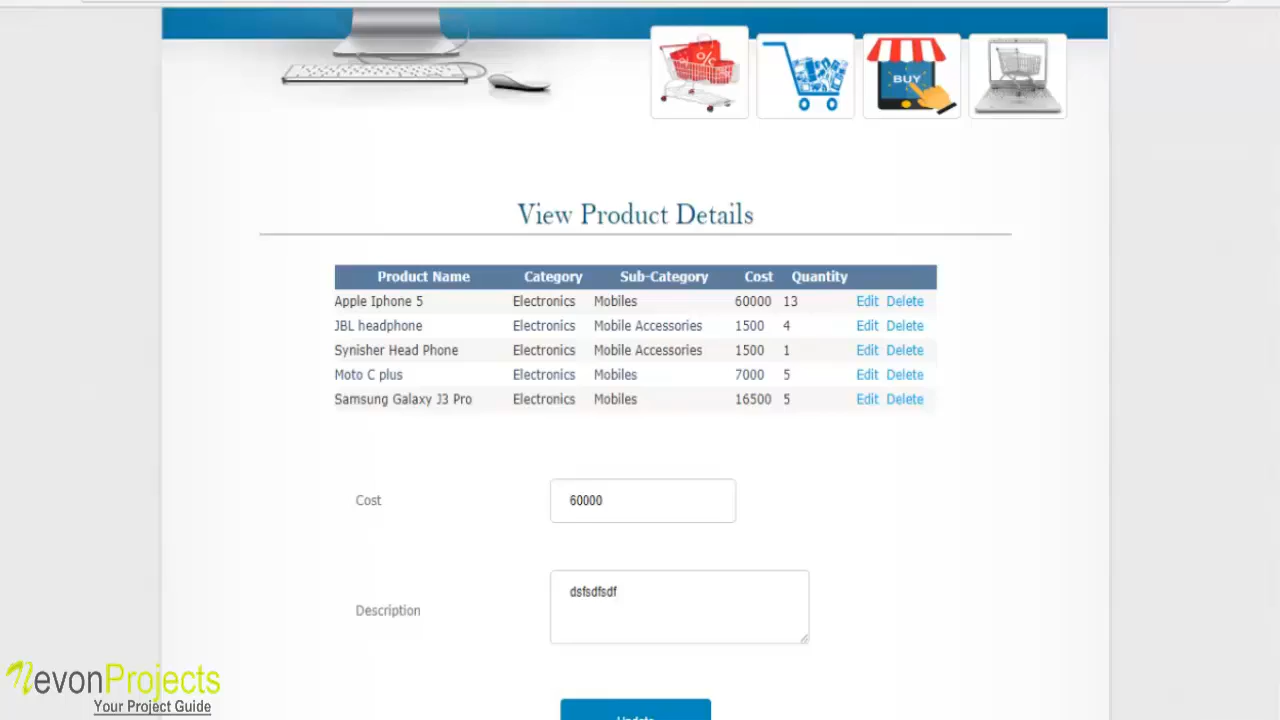 BUY
View Product Details
Product Name Category Sub-Category Cost Quantity
Apple Iphone 5 Electronics Mobiles 60000 13 Edit Delete
JBL headphone Electronics Mobile Accessories 1500 4 Edit Delete
Synisher Head Phone Electronics Mobile Accessories 1500 1 Edit Delete
Moto C plus Electronics Mobiles 7000 5 Edit Delete
Samsung Galaxy J3 Pro Electronics Mobiles 16500 5 Edit Delete
Cost 60000
Description dsfsdfsdf
Update
NevonProjects
Your Project Guide